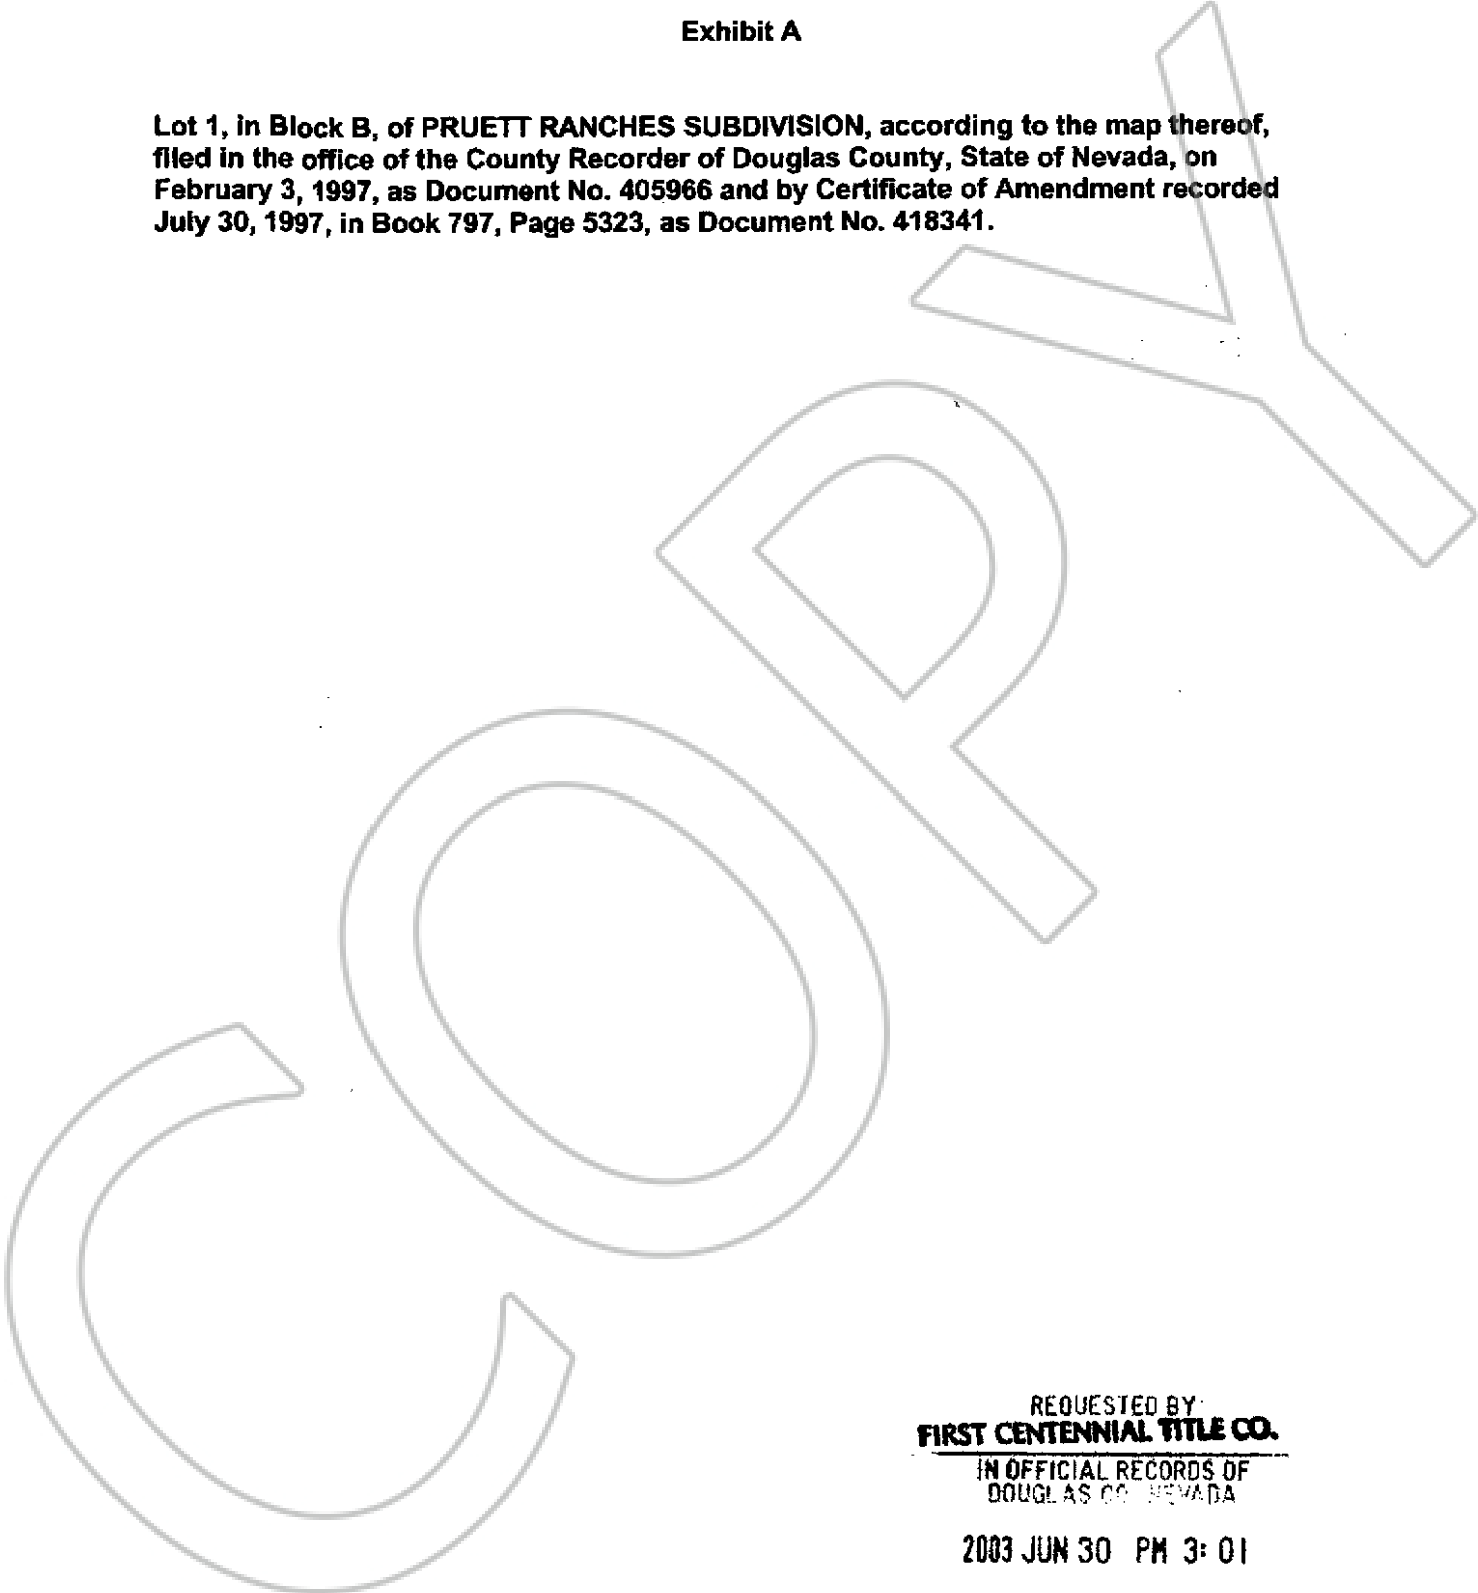 Exhibit A
Lot 1, in Block B, of PRUETT RANCHES SUBDIVISION, according to the map thereof,
filed in the office of the County Recorder of Douglas County, State of Nevada, on
February 3, 1997, as Document No. 405966 and by Certificate of Amendment recorded
July 30, 1997, in Book 797, Page 5323, as Document No. 418341.
COPY
REQUESTED BY
FIRST CENTENNIAL TITLE CO.
IN OFFICIAL RECORDS OF
DOUGLAS CO NEVADA
2003 JUN 30 PM 3: 01